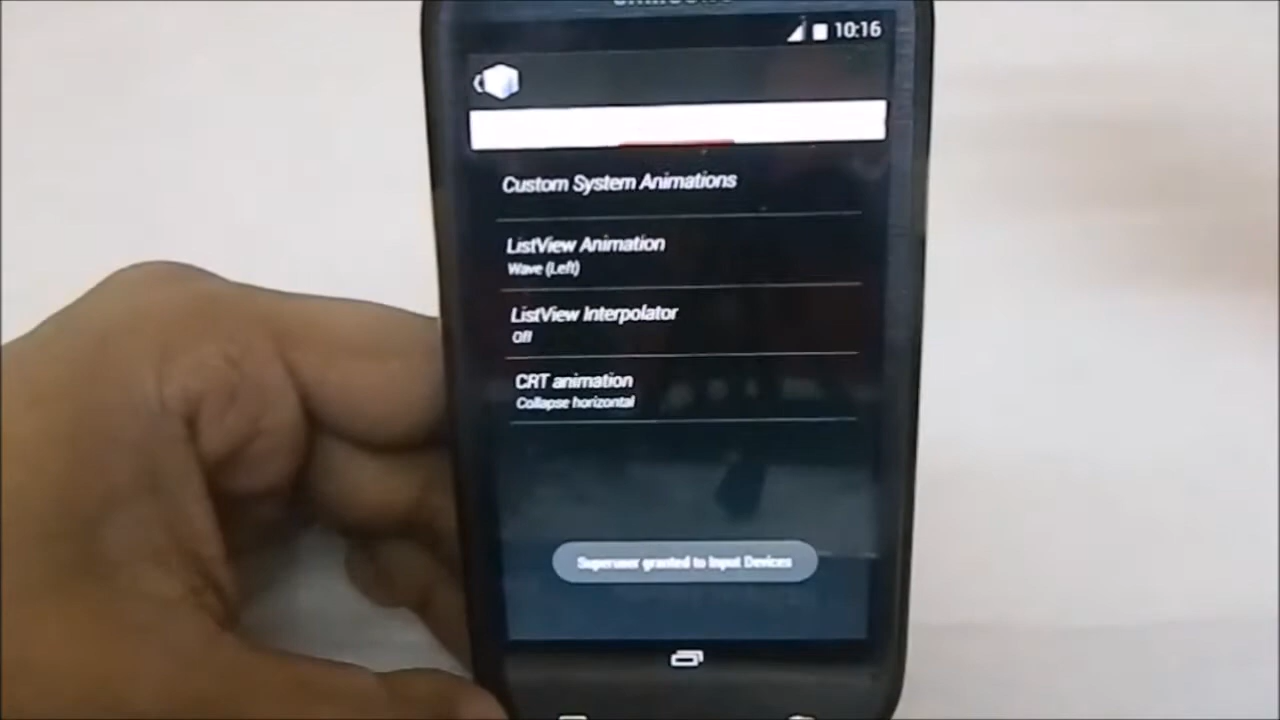 10:16
Custom System Animations
ListView Animation
Wave (Left)
ListView Interpolator
Off
CRT animation
Collapse horizontal
Superuser granted to Input Devices